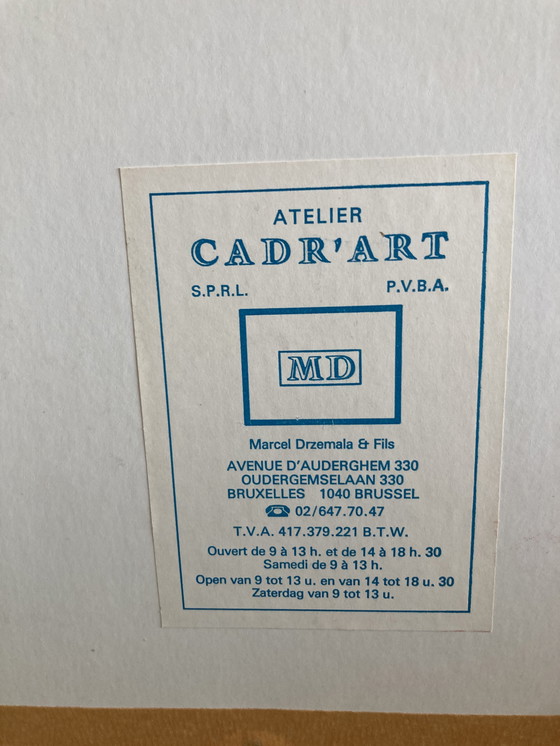 ATELIER
CADR'ART
S.P.R.L. P.V.B.A.
MD
Marcel Drzemala & Fils
AVENUE D'AUDERGHEM 330
OUDERGEMSELAAN 330
BRUXELLES 1040 BRUSSEL
☎ 02/647.70.47
T.V.A. 417.379.221 B.T.W.
Ouvert de 9 à 13 h. et de 14 à 18 h. 30
Samedi de 9 à 13 h.
Open van 9 tot 13 u. en van 14 tot 18 u. 30
Zaterdag van 9 tot 13 u.